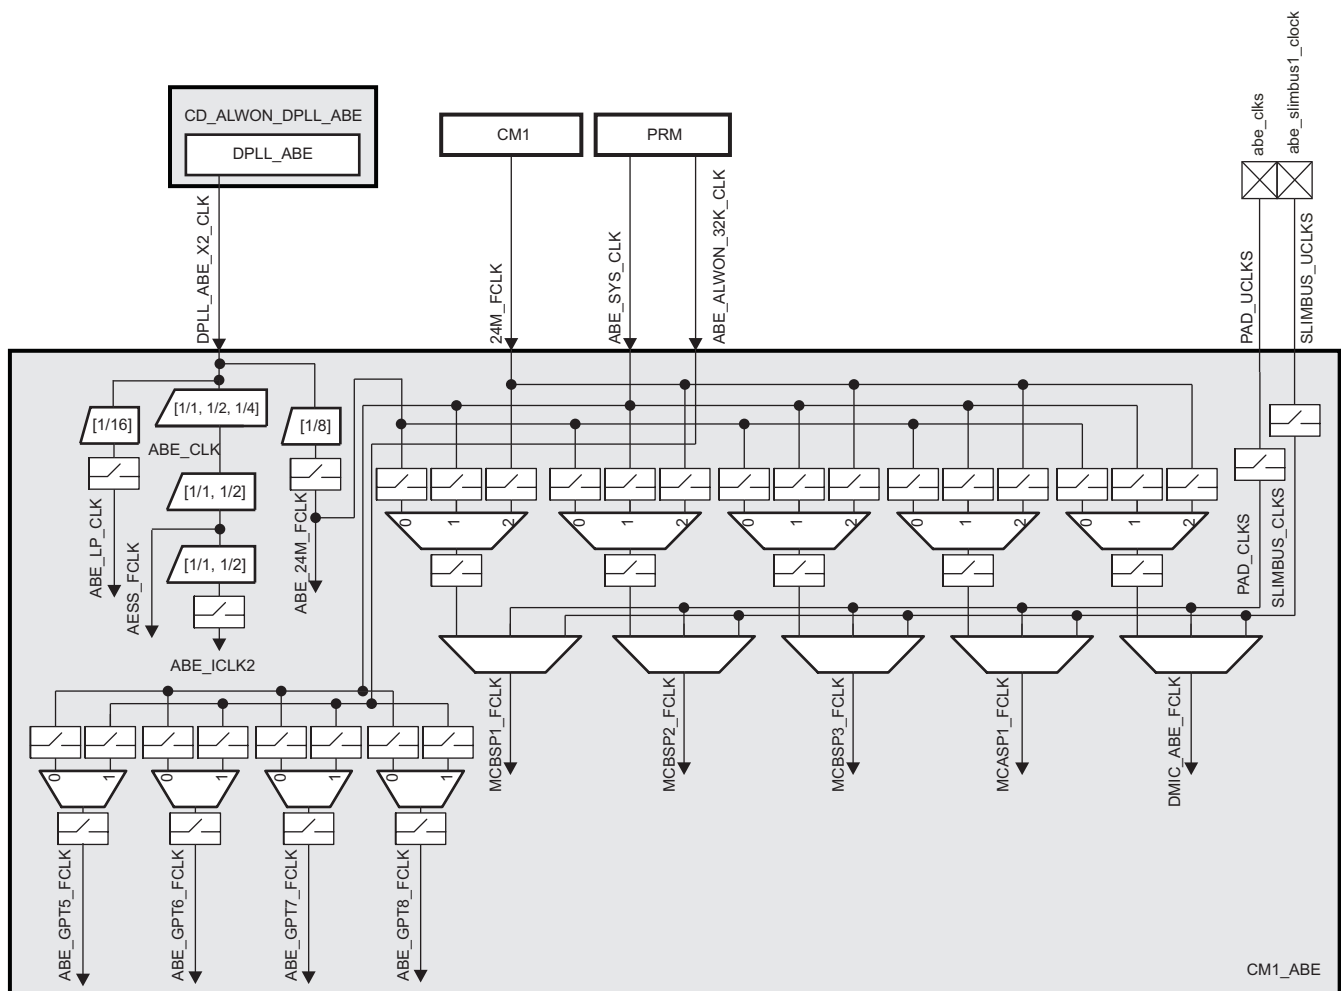 abe_clks
abe_slimbus1_clock
CD_ALWON_DPLL_ABE
DPLL_ABE
CM1
PRM
DPLL_ABE_X2_CLK
24M_FCLK
ABE_SYS_CLK
ABE_ALWON_32K_CLK
PAD_UCLKS
SLIMBUS_UCLKS
[1/16]
[1/1, 1/2, 1/4]
[1/8]
ABE_CLK
[1/1, 1/2]
[1/1, 1/2]
ABE_LP_CLK
AESS_FCLK
ABE_24M_FCLK
ABE_ICLK2
0 1 2
0 1 2
0 1 2
0 1 2
0 1 2
PAD_CLKS
SLIMBUS_CLKS
MCBSP1_FCLK
MCBSP2_FCLK
MCBSP3_FCLK
MCASP1_FCLK
DMIC_ABE_FCLK
0 1
0 1
0 1
0 1
ABE_GPT5_FCLK
ABE_GPT6_FCLK
ABE_GPT7_FCLK
ABE_GPT8_FCLK
CM1_ABE